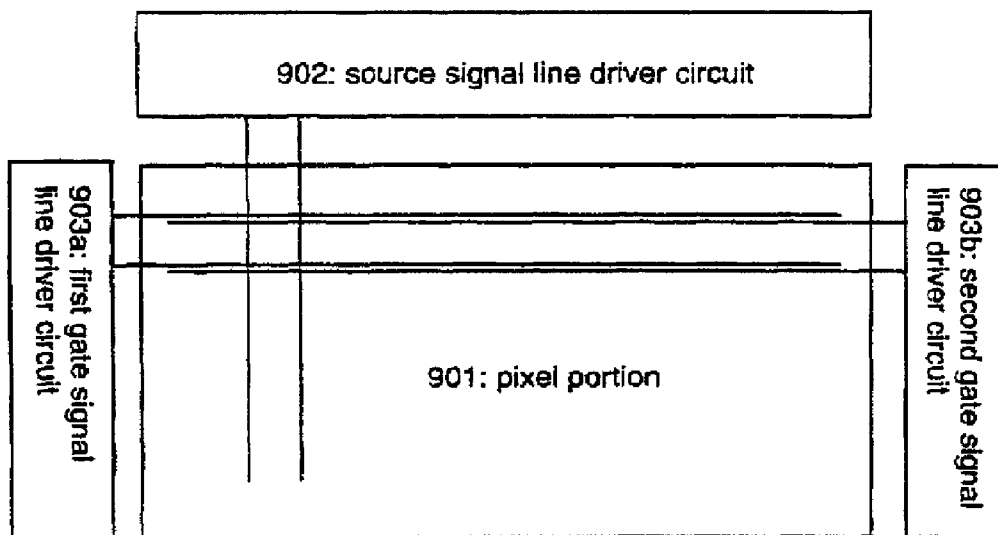 902: source signal line driver circuit
903a: first gate signal
line driver circuit
901: pixel portion
903b: second gate signal
line driver circuit